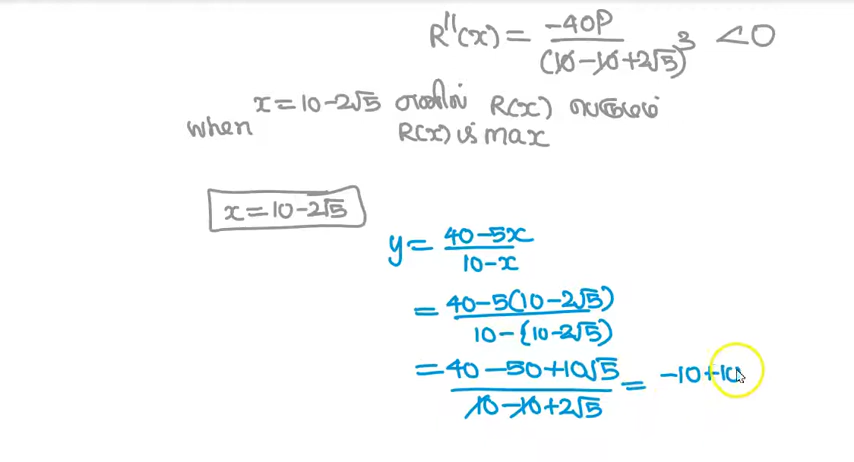 R''(x) = -40P / (10-10+2√5)³ <0
x = 10-2√5 எனில் R(x)
when R(x) is max
x = 10-2√5
y = 40-5x / 10-x
= 40-5(10-2√5) / 10-{10-2√5)
= 40-50+10√5 / 10-10+2√5 = -10+10